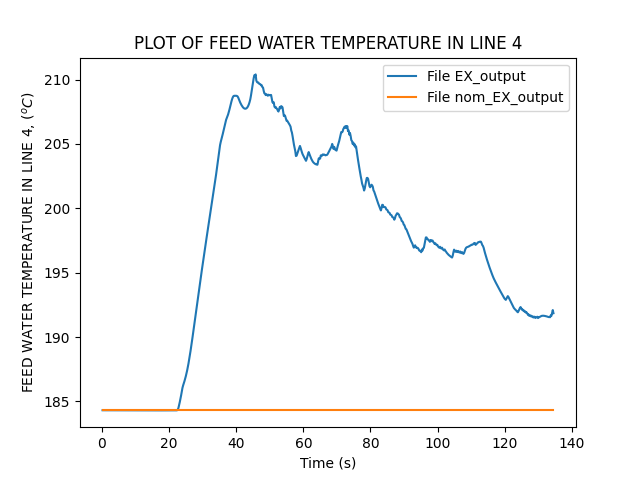 PLOT OF FEED WATER TEMPERATURE IN LINE 4
FEED WATER TEMPERATURE IN LINE 4, (°C)
210
205
200
195
190
185
File EX_output
File nom_EX_output
0 20 40 60 80 100 120 140
Time (s)